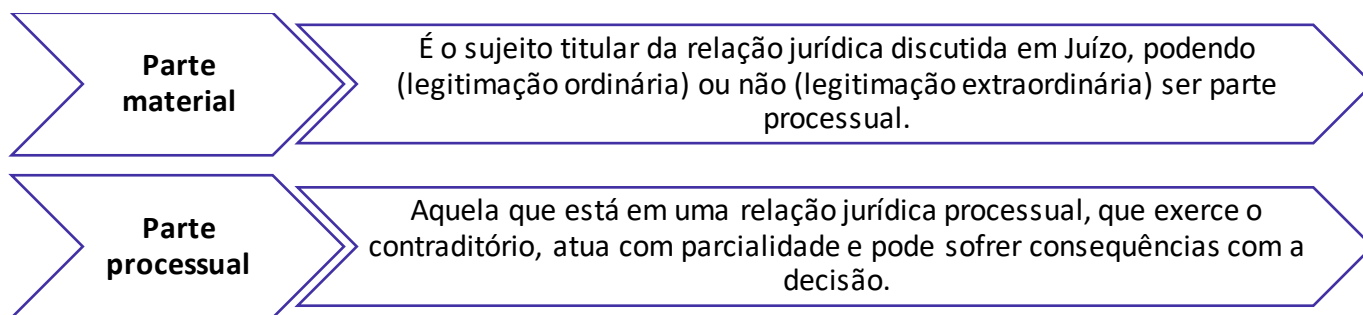 Parte
material
É o sujeito titular da relação jurídica discutida em Juízo, podendo
(legitimação ordinária) ou não (legitimação extraordinária) ser parte
processual.
Parte
processual
Aquela que está em uma relação jurídica processual, que exerce o
contraditório, atua com parcialidade e pode sofrer consequências com a
decisão.